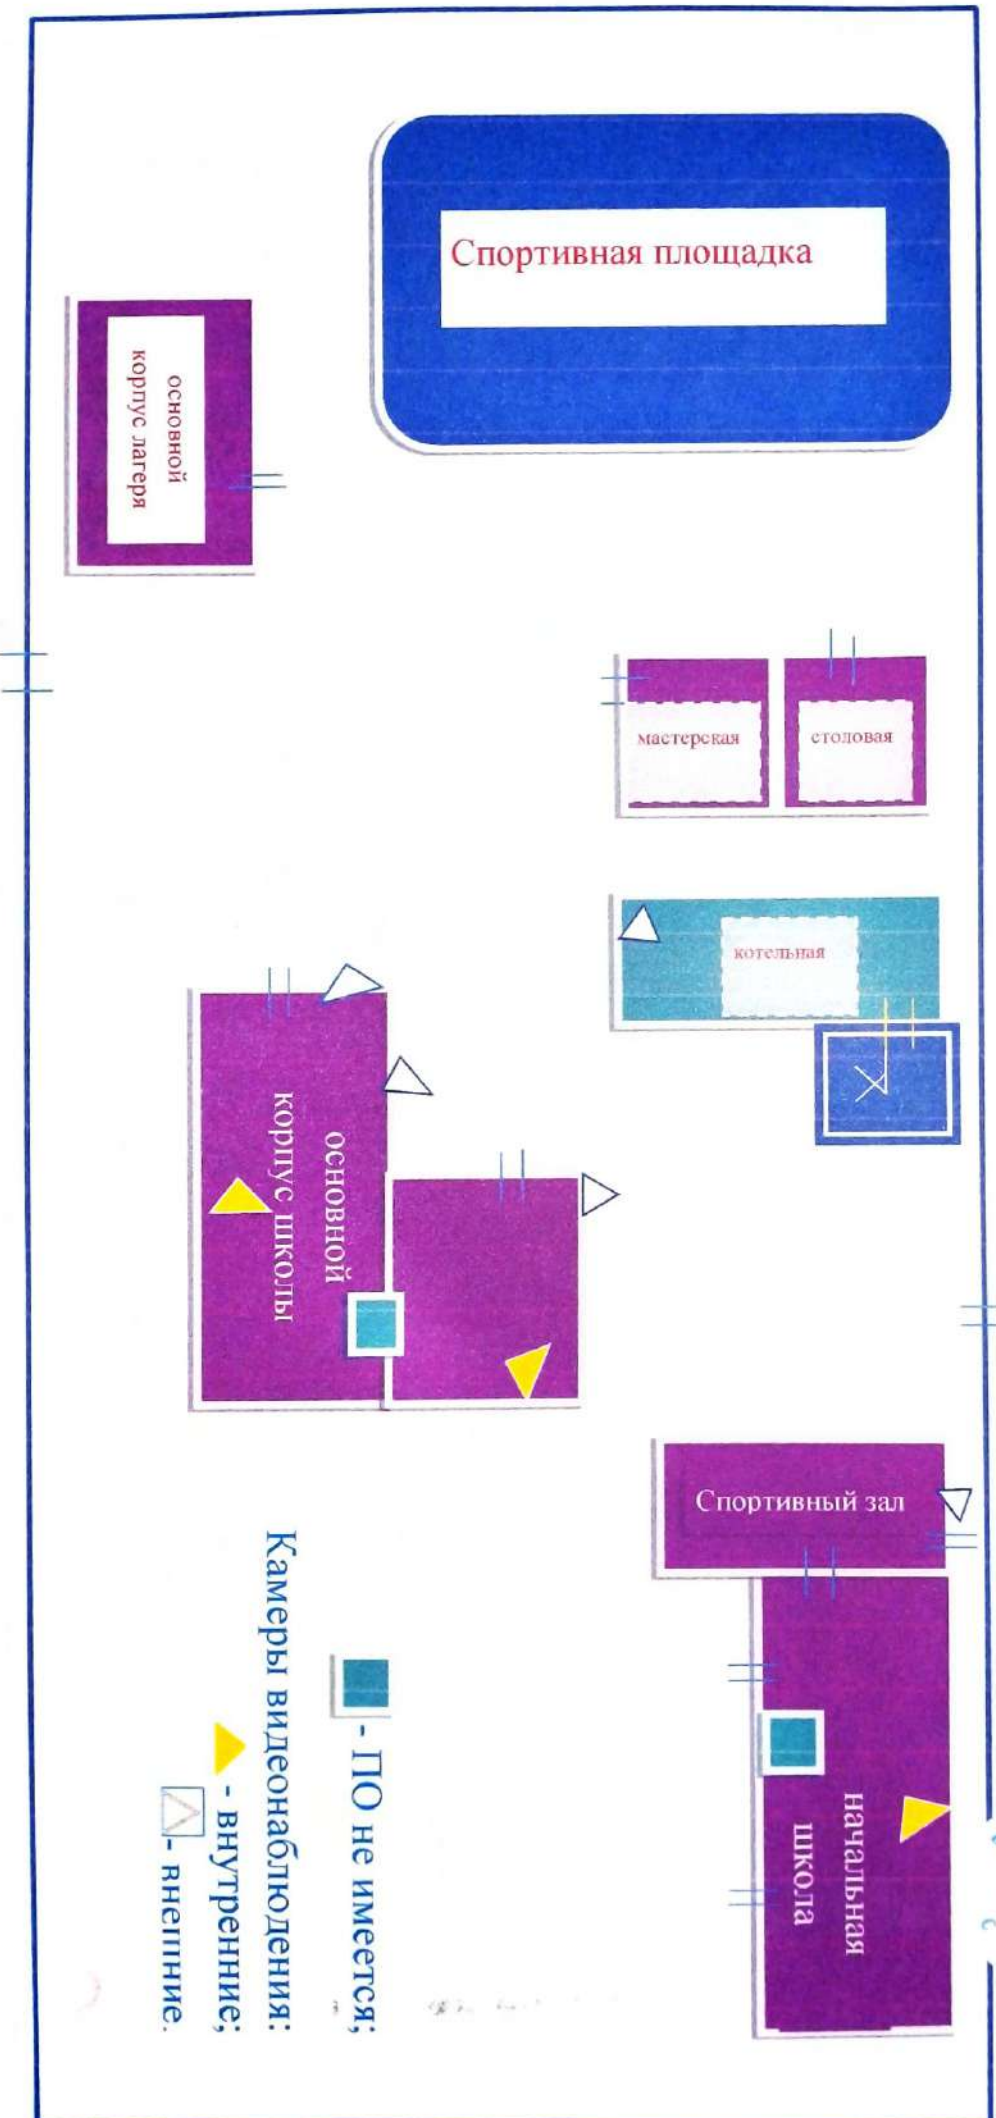 Спортивная площадка
основной
корпус лагеря
мастерская
столовая
котельная
основной
корпус школы
Спортивный зал
начальная
школа
- ПО не имеется;
Камеры видеонаблюдения:
- внутренние;
- внешние.